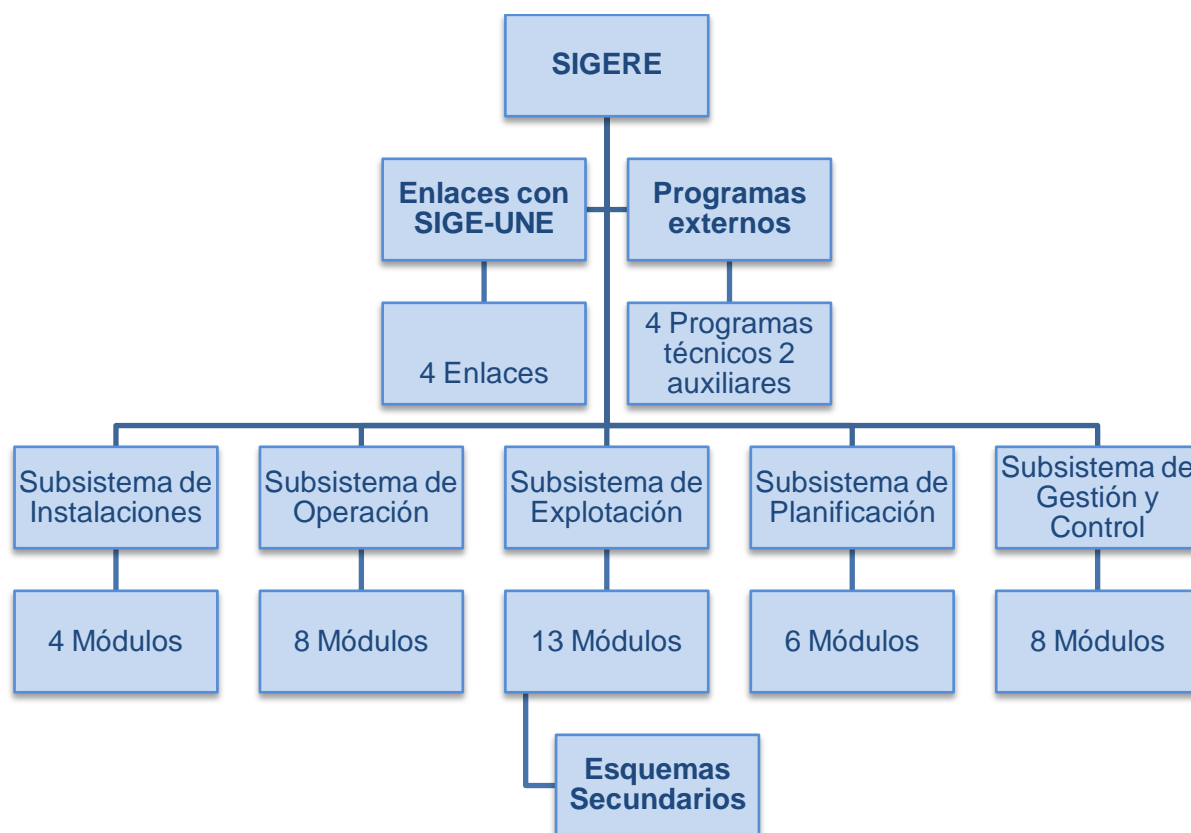 SIGERE
Enlaces con
SIGE-UNE
Programas
externos
4 Enlaces
4 Programas
técnicos 2
auxiliares
Subsistema de
Instalaciones
Subsistema de
Operación
Subsistema de
Explotación
Subsistema de
Planificación
Subsistema de
Gestión y
Control
4 Módulos
8 Módulos
13 Módulos
6 Módulos
8 Módulos
Esquemas
Secundarios